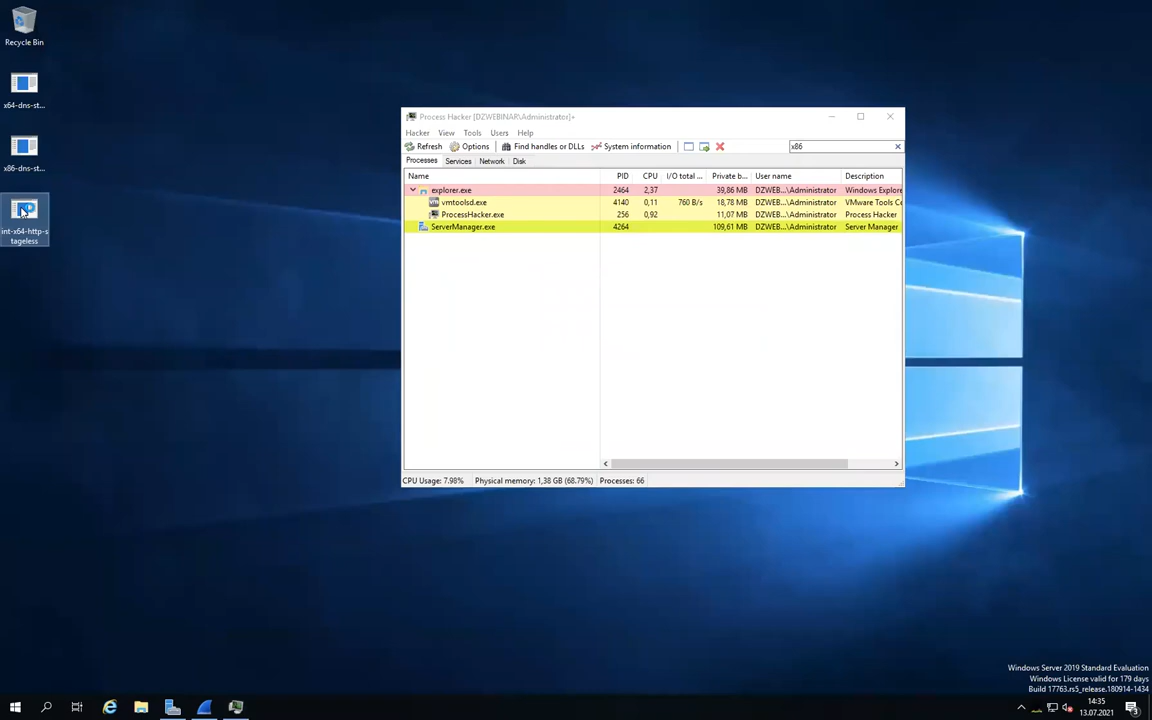 Recycle Bin
x64-dns-st...
x86-dns-st...
int-x64-http-s
tageless
Process Hacker [DZWEBINAR\Administrator]+
Hacker View Tools Users Help
Refresh Options Find handles or DLLs System information x86
Processes Services Network Disk
Name PID CPU I/O total ... Private b... User name Description
explorer.exe 2464 2,37 39,86 MB DZWEB...\Administrator Windows Explore
vmtoolsd.exe 4140 0,11 760 B/s 18,78 MB DZWEB...\Administrator VMware Tools Ce
ProcessHacker.exe 256 0,92 11,07 MB DZWEB...\Administrator Process Hacker
ServerManager.exe 4264 109,61 MB DZWEB...\Administrator Server Manager
CPU Usage: 7.98% Physical memory: 1,38 GB (68.79%) Processes: 66
Windows Server 2019 Standard Evaluation
Windows License valid for 179 days
Build 17763.rs5_release.180914-1434
14:35
13.07.2021
3